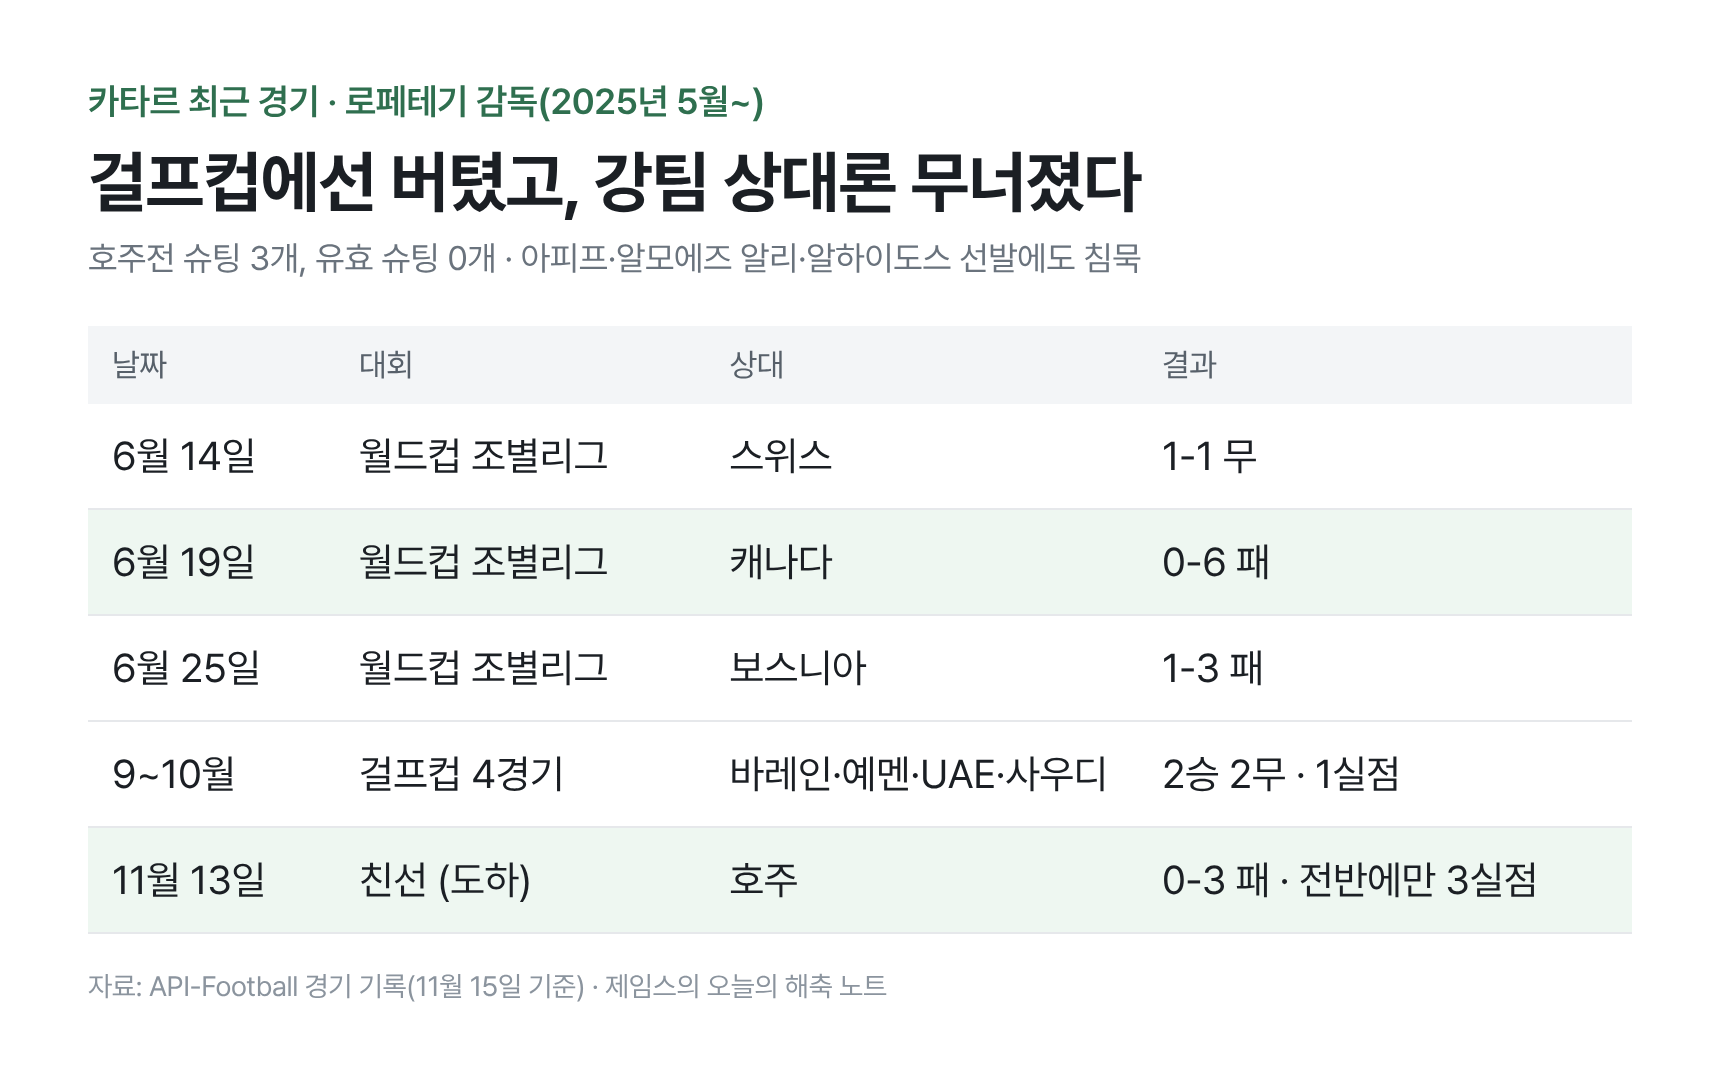 카타르 최근 경기 · 로페테기 감독(2025년 5월~)
걸프컵에선 버텼고, 강팀 상대론 무너졌다
호주전 슈팅 3개, 유효 슈팅 0개 · 아피프·알모에즈 알리·알하이도스 선발에도 침묵
날짜 대회 상대 결과
6월 14일 월드컵 조별리그 스위스 1-1 무
6월 19일 월드컵 조별리그 캐나다 0-6 패
6월 25일 월드컵 조별리그 보스니아 1-3 패
9~10월 걸프컵 4경기 바레인·예멘·UAE·사우디 2승 2무 · 1실점
11월 13일 친선 (도하) 호주 0-3 패 · 전반에만 3실점
자료: API-Football 경기 기록(11월 15일 기준) · 제임스의 오늘의 해축 노트